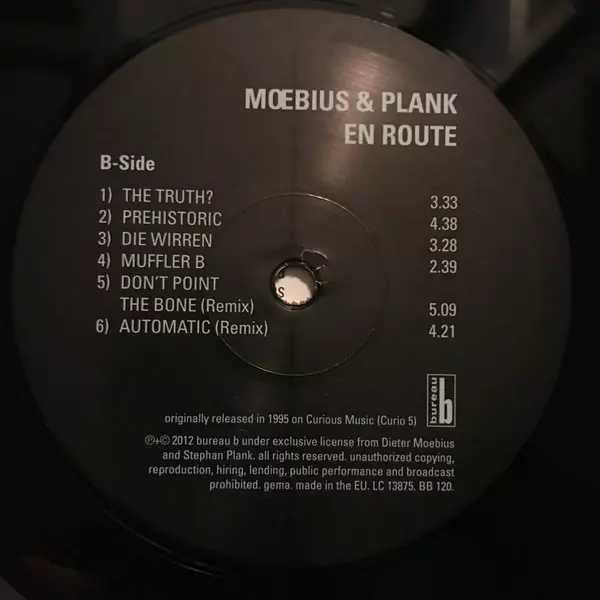 MŒBIUS & PLANK
EN ROUTE
B-Side
1) THE TRUTH? 3.33
2) PREHISTORIC 4.38
3) DIE WIRREN 3.28
4) MUFFLER B 2.39
5) DON'T POINT
THE BONE (Remix) 5.09
6) AUTOMATIC (Remix) 4.21
bureau b
originally released in 1995 on Curious Music (Curio 5)
℗+© 2012 bureau b under exclusive license from Dieter Moebius
and Stephan Plank. all rights reserved. unauthorized copying,
reproduction, hiring, lending, public performance and broadcast
prohibited. gema. made in the EU. LC 13875. BB 120.